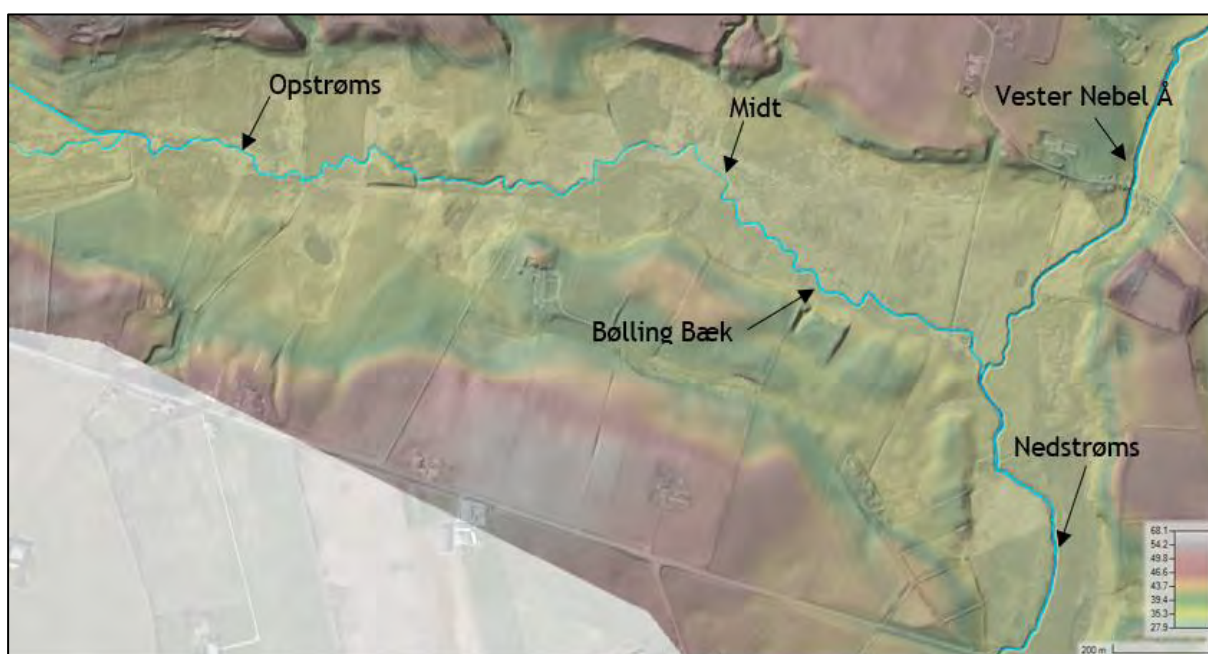 Opstrøms
Midt
Vester Nebel Å
Bølling Bæk
Nedstrøms
68.1
54.2
49.8
46.6
43.7
39.4
35.3
27.9
200 m